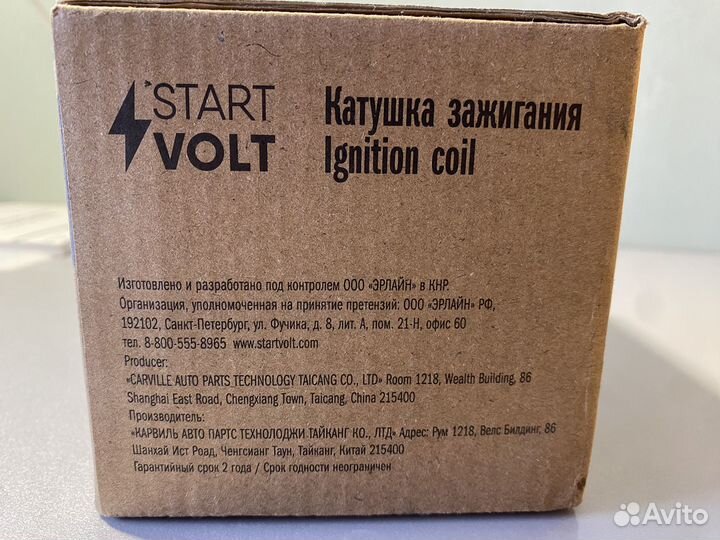 START
VOLT
Катушка зажигания
Ignition coil
Изготовлено и разработано под контролем ООО «ЭРЛАЙН» в КНР.
Организация, уполномоченная на принятие претензий: ООО «ЭРЛАЙН» РФ,
192102, Санкт-Петербург, ул. Фучика, д. 8, лит. А, пом. 21-Н, офис 60
тел. 8-800-555-8965 www.startvolt.com
Producer:
«CARVILLE AUTO PARTS TECHNOLOGY TAICANG CO., LTD» Room 1218, Wealth Building, 86
Shanghai East Road, Chengxiang Town, Taicang, China 215400
Производитель:
«КАРВИЛЬ АВТО ПАРТС ТЕХНОЛОДЖИ ТАЙКАНГ КО., ЛТД» Адрес: Рум 1218, Велс Билдинг, 86
Шанхай Ист Роад, Ченгсианг Таун, Тайканг, Китай 215400
Гарантийный срок 2 года / Срок годности неограничен
Avito